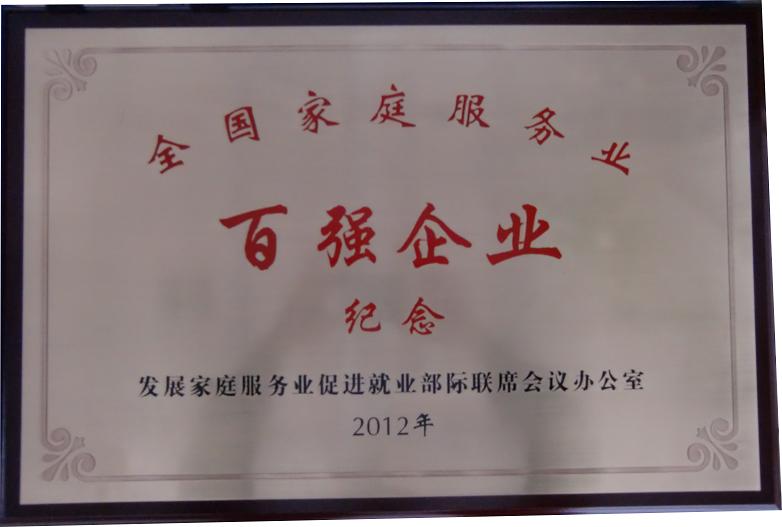 全国家庭服务业
百强企业
纪念
发展家庭服务业促进就业部际联席会议办公室
2012年